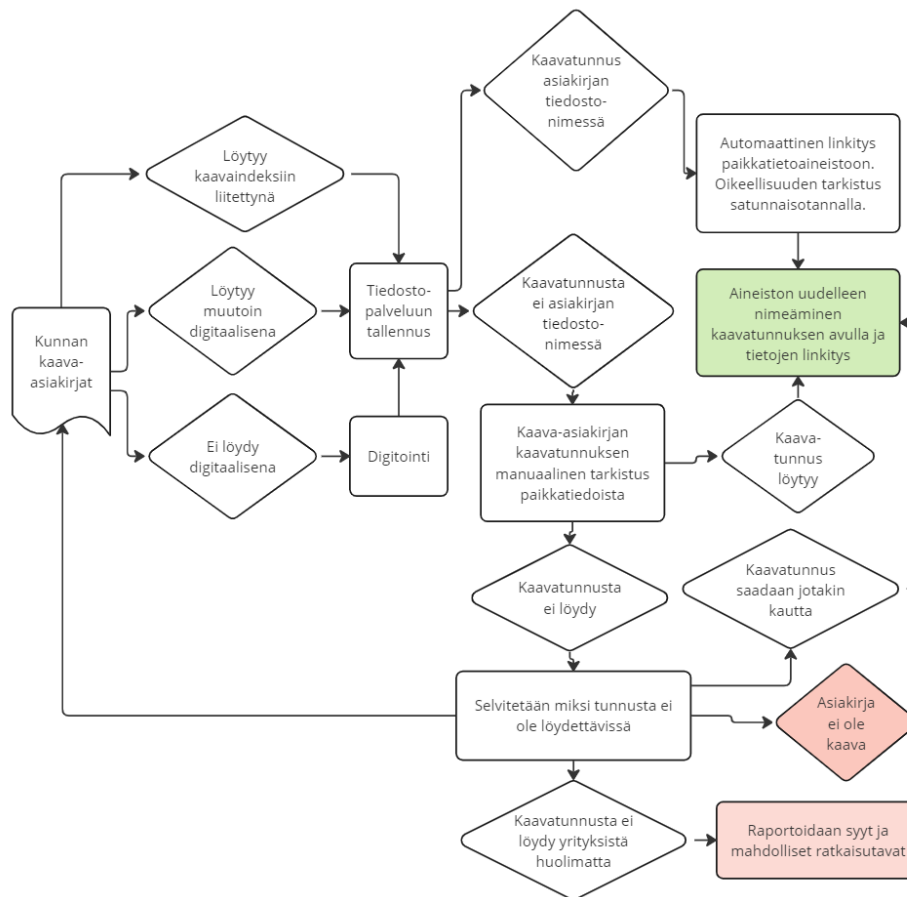 Kaavatunnus
asiakirjan
tiedosto-
nimessä
Löytyy
kaavaindeksiin
liitettynä
Automaattinen linkitys
paikkatietoaineistoon.
Oikeellisuuden tarkistus
satunnaisotannalla.
Löytyy
muutoin
digitaalisena
Tiedosto-
palveluun
tallennus
Kaavatunnusta
ei asiakirjan
tiedosto-
nimessä
Aineiston uudelleen
nimeäminen
kaavatunnuksen avulla ja
tietojen linkitys
Kunnan
kaava-
asiakirjat
Ei löydy
digitaalisena
Digitointi
Kaava-asiakirjan
kaavatunnuksen
manuaalinen tarkistus
paikkatiedoista
Kaava-
tunnus
löytyy
Kaavatunnusta
ei löydy
Kaavatunnus
saadaan jotakin
kautta
Selvitetään miksi tunnusta ei
ole löydettävissä
Asiakirja
ei ole
kaava
Kaavatunnusta ei
löydy yrityksistä
huolimatta
Raportoidaan syyt ja
mahdolliset ratkaisutavat